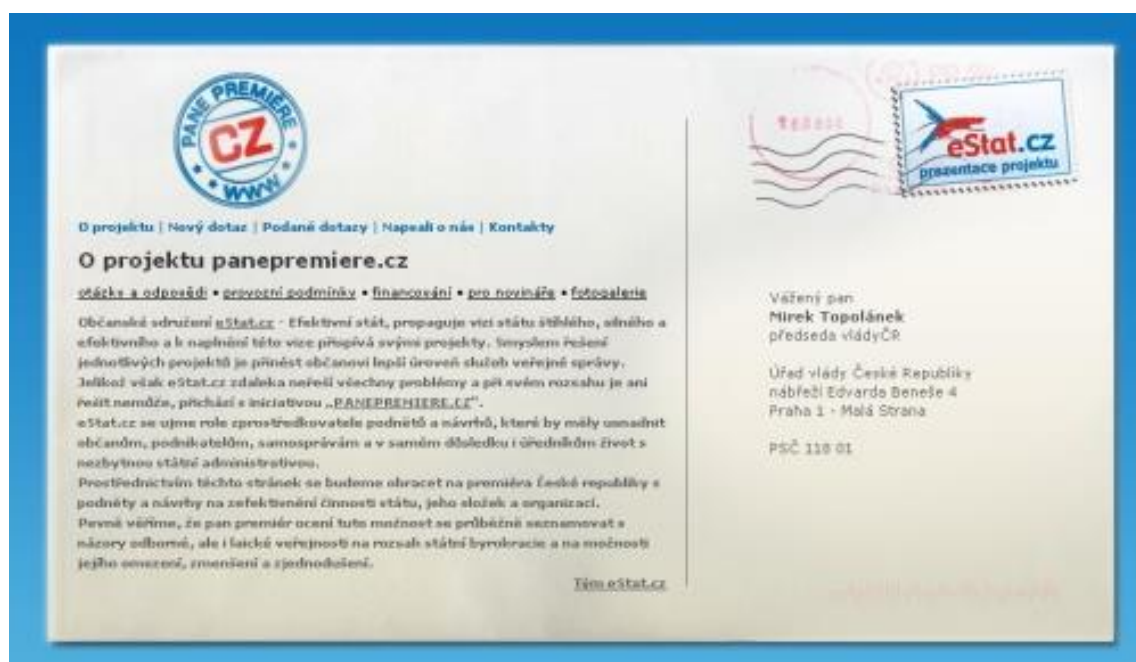 PANE PREMIÉRE
CZ
WWW
eStat.cz
prezentace projektu
O projektu | Nový dotaz | Podané dotazy | Napsali o nás | Kontakty
O projektu panepremiere.cz
otázky a odpovědi • provozní podmínky • financování • pro novináře • fotogalerie
Občanské sdružení eStat.cz - Efektivní stát, propaguje vizi státu štíhlého, silného a
efektivního a k naplnění této vize přispívá svými projekty. Smyslem řešení
jednotlivých projektů je přinést občanovi lepší úroveň služeb veřejné správy.
Jelikož však eStat.cz zdaleka neřeší všechny problémy a při svém rozsahu je ani
řešit nemůže, přichází s iniciativou „PANEPREMIERE.CZ".
eStat.cz se ujme role zprostředkovatele podnětů a návrhů, které by měly usnadnit
občanům, podnikatelům, samosprávám a v samém důsledku i úředníkům život s
nezbytnou státní administrativou.
Prostřednictvím těchto stránek se budeme obracet na premiéra České republiky s
podněty a návrhy na zefektivnění činnosti státu, jeho složek a organizací.
Pevně věříme, že pan premiér ocení tuto možnost se průběžně seznamovat s
názory odborné, ale i laické veřejnosti na rozsah státní byrokracie a na možnosti
jejího omezení, zmenšení a zjednodušení.
Tým eStat.cz
Vážený pan
Mirek Topolánek
předseda vládyČR
Úřad vlády České Republiky
nábřeží Edvarda Beneše 4
Praha 1 - Malá Strana
PSČ 118 01